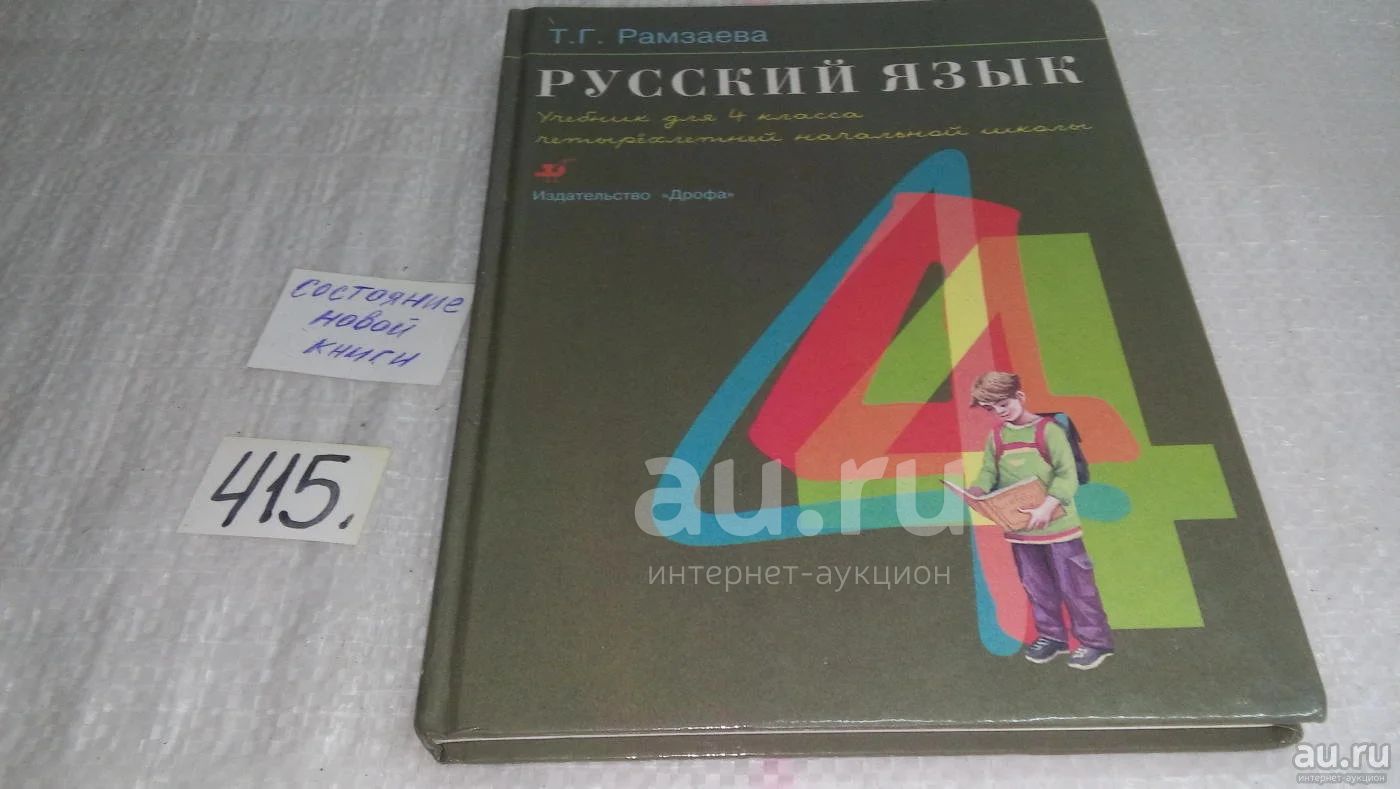 Т.Г. Рамзаева
РУССКИЙ ЯЗЫК
Учебник для 4 класса
четырёхлетней начальной школы
Издательство «Дрофа»
состояние
новой
книги
415.
au.ru
интернет-аукцион
au.ru
интернет-аукцион